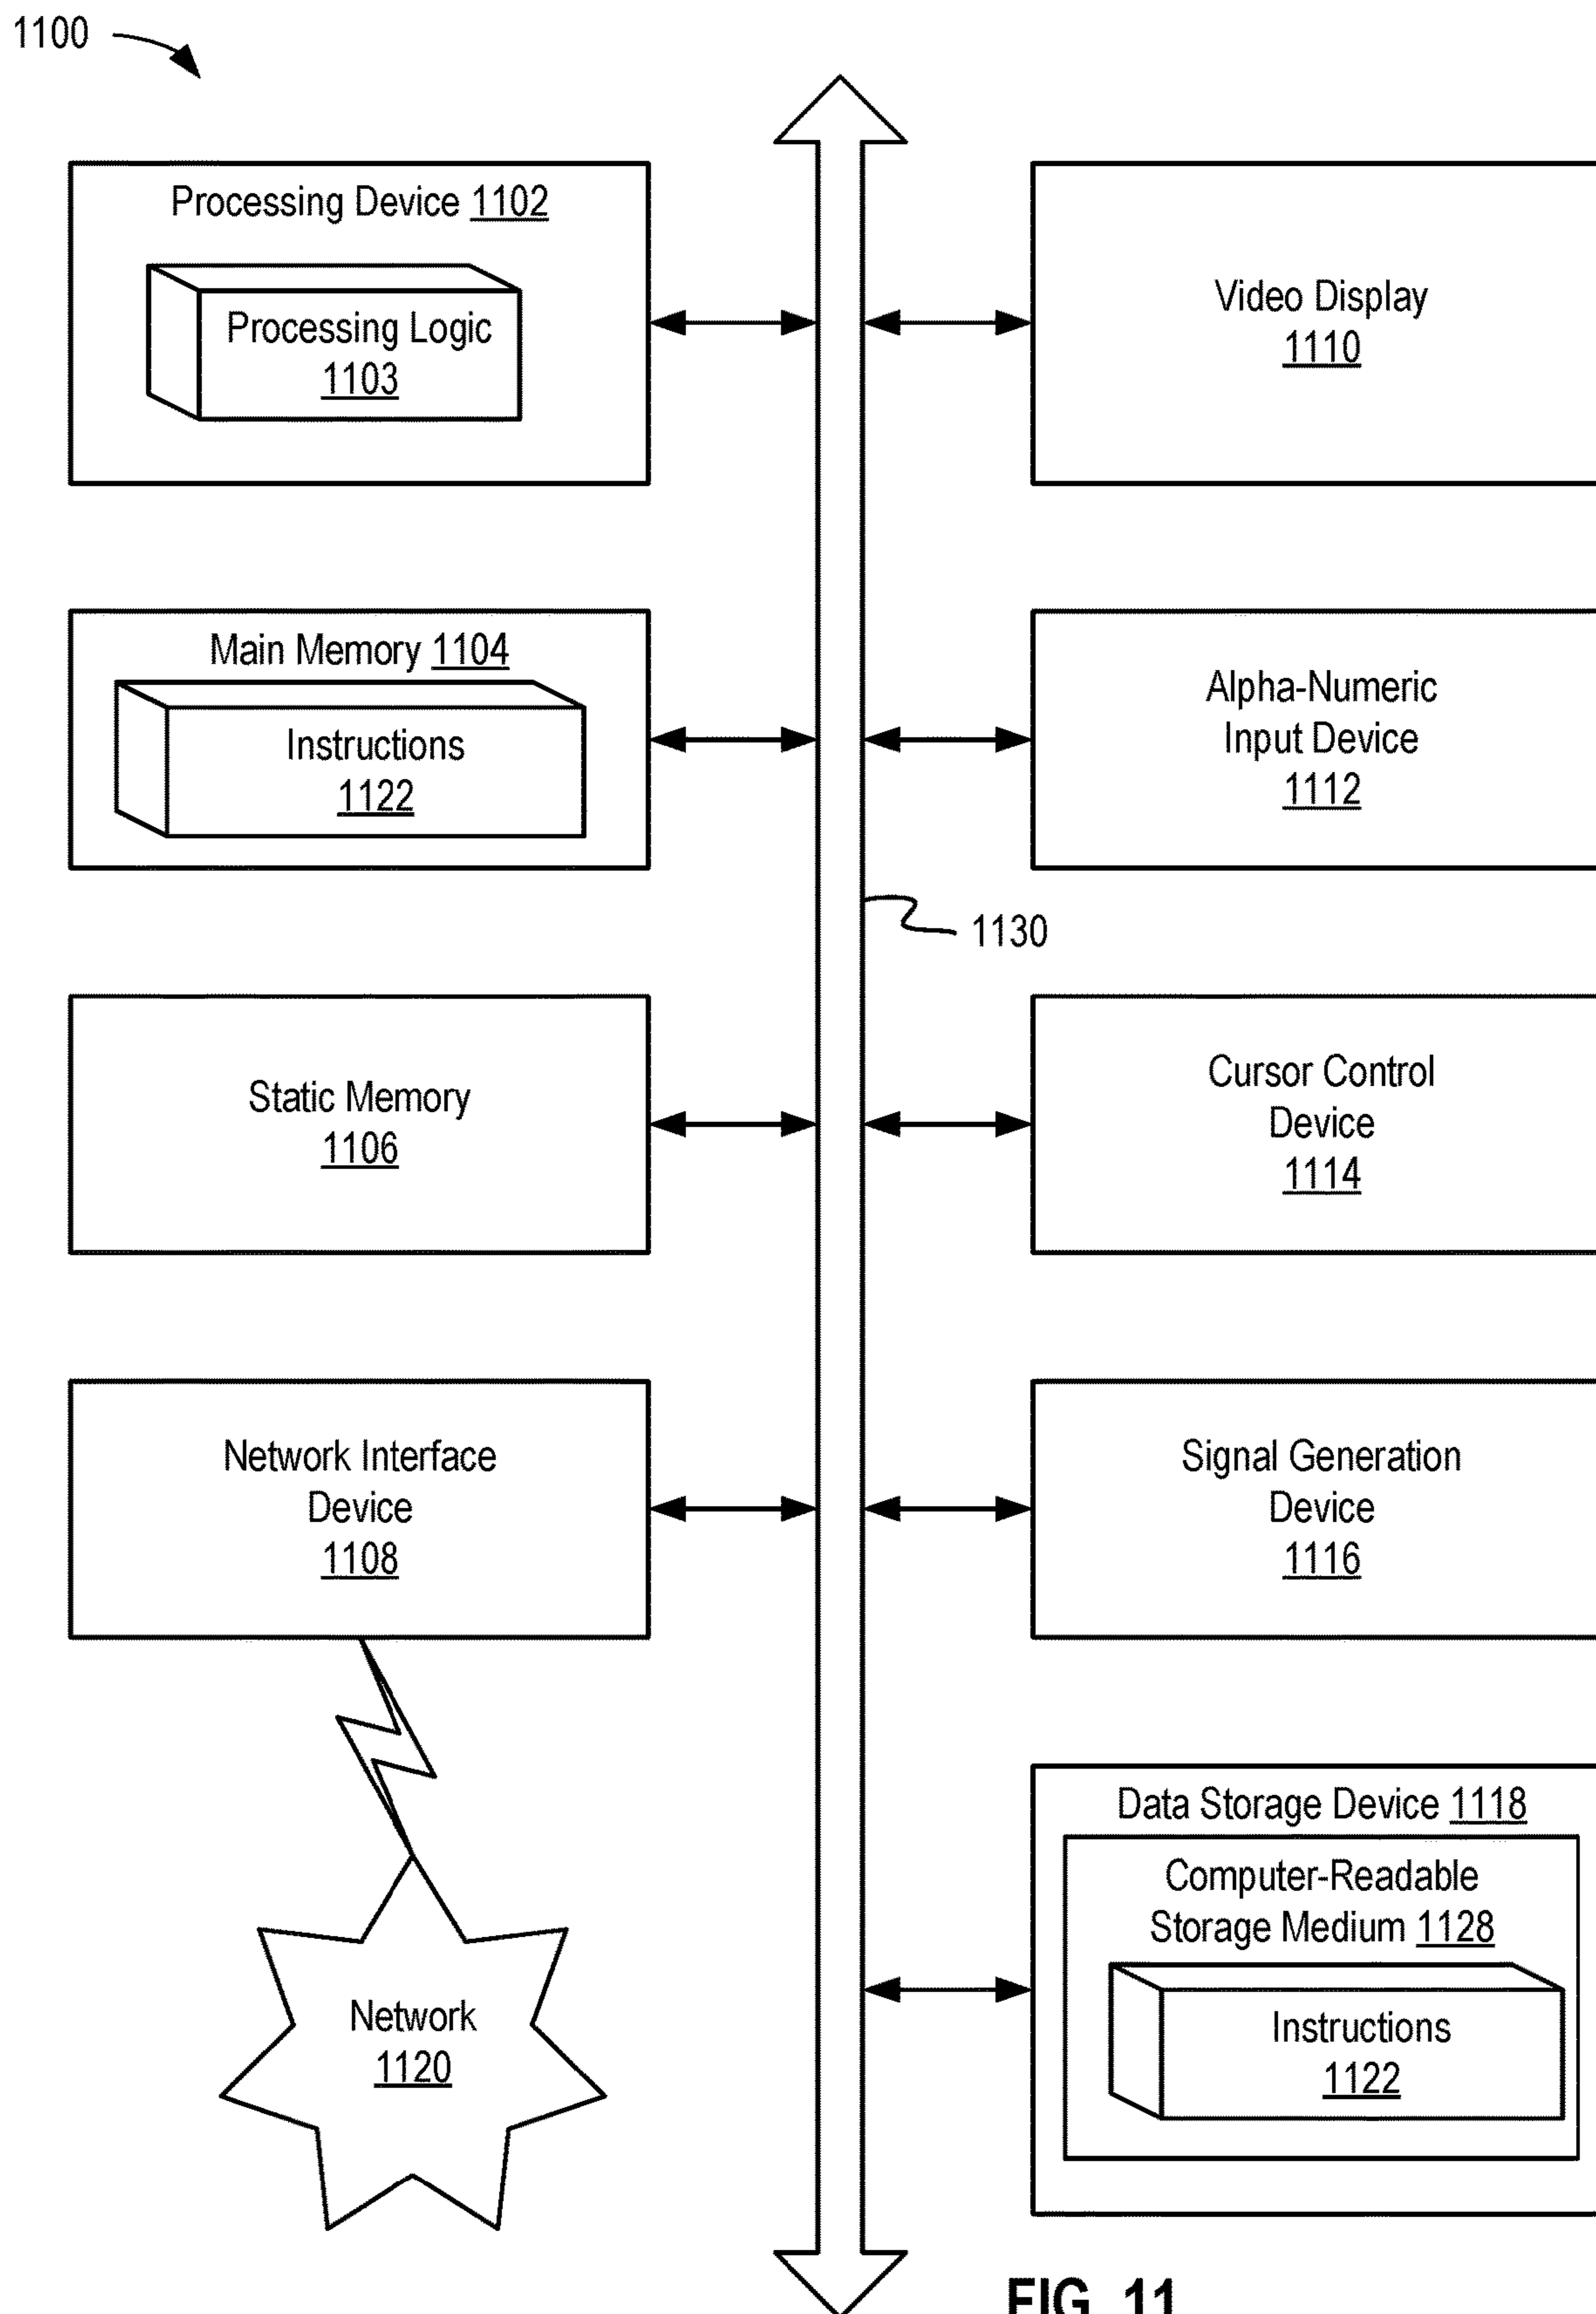 1100
Processing Device 1102
Processing Logic
1103
Video Display
1110
Main Memory 1104
Instructions
1122
Alpha-Numeric
Input Device
1112
1130
Static Memory
1106
Cursor Control
Device
1114
Network Interface
Device
1108
Signal Generation
Device
1116
Data Storage Device 1118
Computer-Readable
Storage Medium 1128
Instructions
1122
Network
1120
FIG. 11